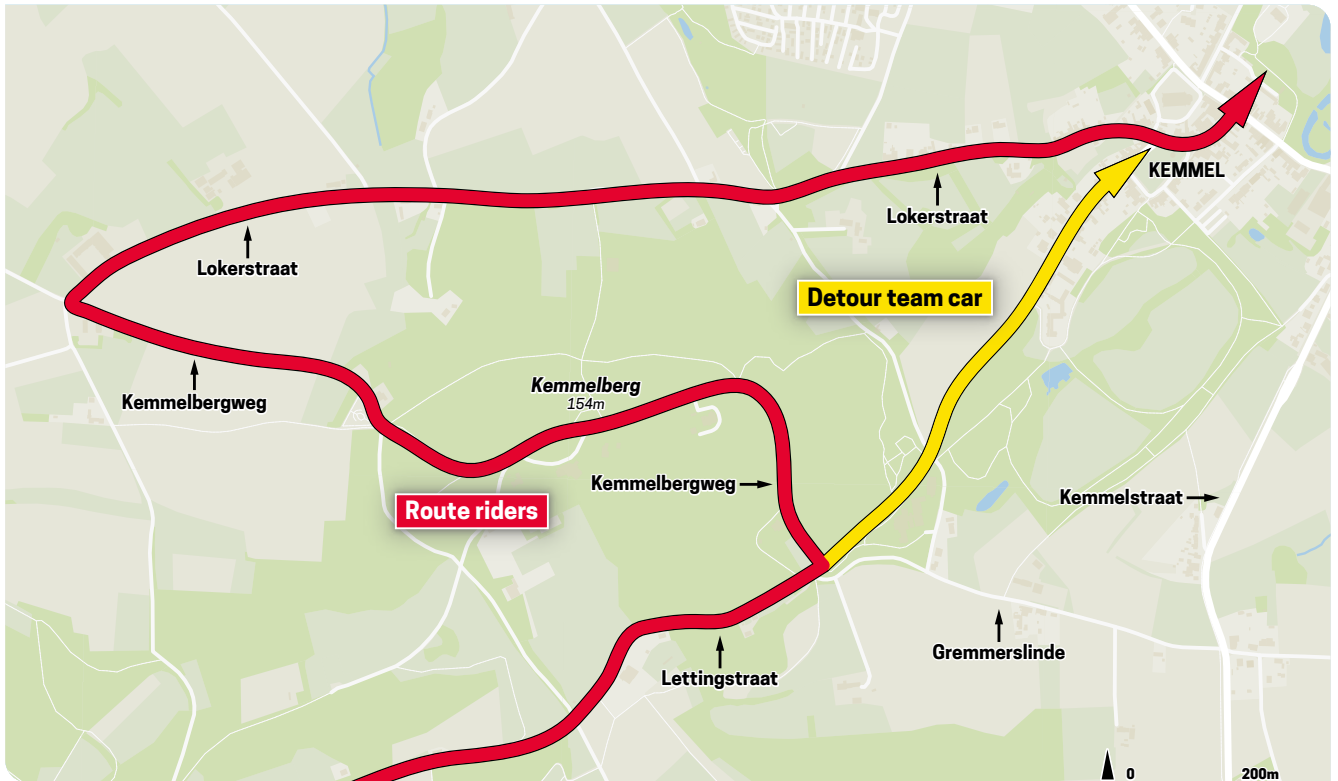 KEMMEL
Lokerstraat
Lokerstraat
Detour team car
Kemmelberg
154m
Kemmelbergweg
Kemmelbergweg
Route riders
Kemmelstraat
Gremmerslinde
Lettingstraat
0 200m